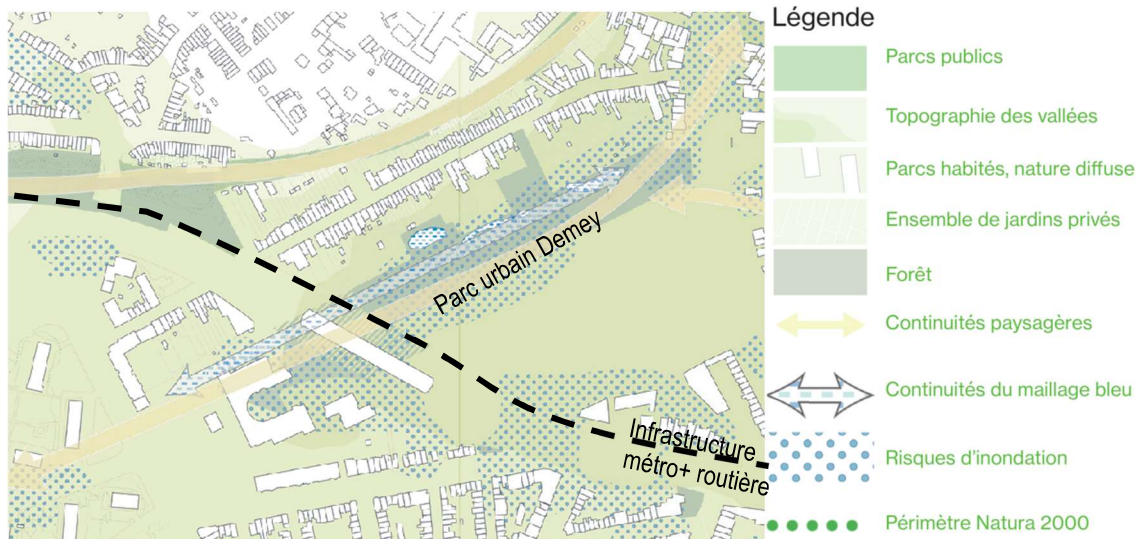 Légende
Parcs publics
Topographie des vallées
Parcs habités, nature diffuse
Ensemble de jardins privés
Forêt
Continuités paysagères
Continuités du maillage bleu
Risques d'inondation
Périmètre Natura 2000
Parc urbain Demey
Infrastructure
métro+ routière